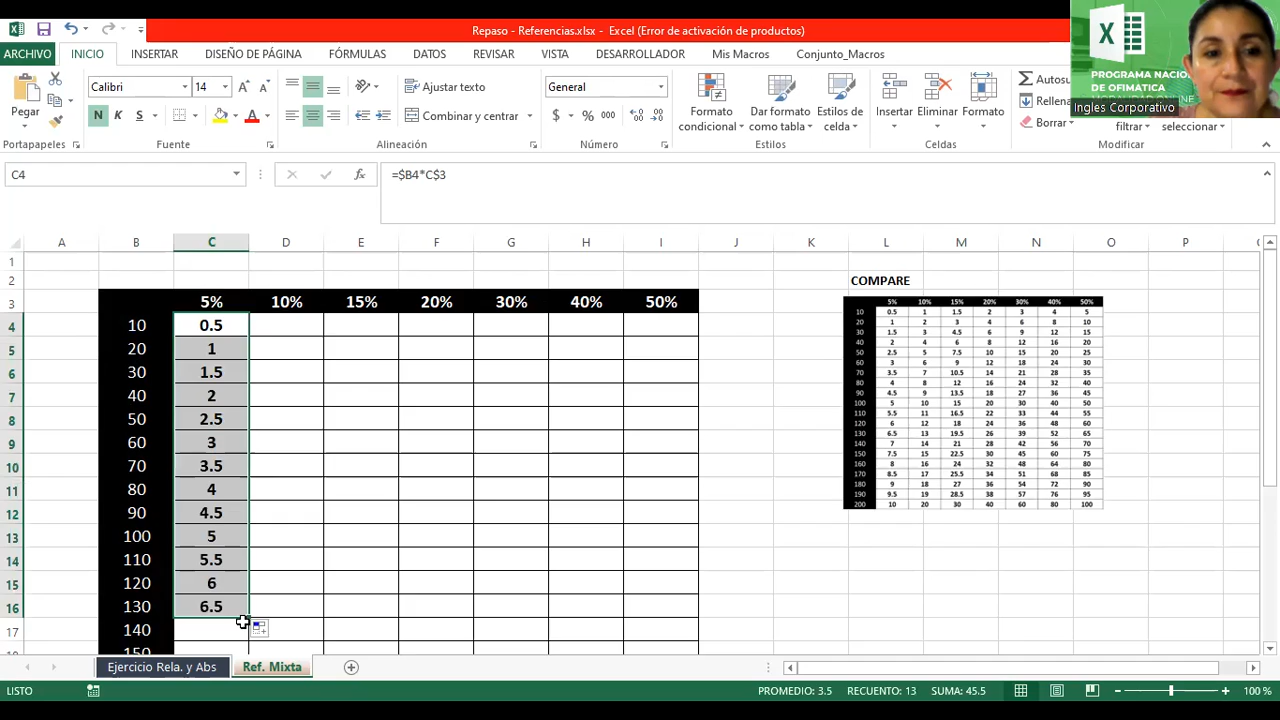 Repaso - Referencias.xlsx - Excel (Error de activación de productos)
ARCHIVO INICIO INSERTAR DISEÑO DE PÁGINA FÓRMULAS DATOS REVISAR VISTA DESARROLLADOR Mis Macros Conjunto_Macros
PROGRAMA NACIO
DE OFIMATICA
Ingles Corporativo
Pegar
Calibri 14
N K S
Ajustar texto
Combinar y centrar
General
$ % 000
Formato condicional
Dar formato como tabla
Estilos de celda
Insertar Eliminar Formato
Autosu
Rellena
Borrar
filtrar seleccionar
Portapapeles Fuente Alineación Número Estilos Celdas Modificar
C4 fx =$B4*C$3
A B C D E F G H I J K L M N O P
1
2 COMPARE
3 5% 10% 15% 20% 30% 40% 50%
4 10 0.5
5 20 1
6 30 1.5
7 40 2
8 50 2.5
9 60 3
10 70 3.5
11 80 4
12 90 4.5
13 100 5
14 110 5.5
15 120 6
16 130 6.5
17 140
150
5% 10% 15% 20% 30% 40% 50%
10 0.5 1 1.5 2 3 4 5
20 1 2 3 4 6 8 10
30 1.5 3 4.5 6 9 12 15
40 2 4 6 8 12 16 20
50 2.5 5 7.5 10 15 20 25
60 3 6 9 12 18 24 30
70 3.5 7 10.5 14 21 28 35
80 4 8 12 16 24 32 40
90 4.5 9 13.5 18 27 36 45
100 5 10 15 20 30 40 50
110 5.5 11 16.5 22 33 44 55
120 6 12 18 24 36 48 60
130 6.5 13 19.5 26 39 52 65
140 7 14 21 28 42 56 70
150 7.5 15 22.5 30 45 60 75
160 8 16 24 32 48 64 80
170 8.5 17 25.5 34 51 68 85
180 9 18 27 36 54 72 90
190 9.5 19 28.5 38 57 76 95
200 10 20 30 40 60 80 100
Ejercicio Rela. y Abs Ref. Mixta
LISTO PROMEDIO: 3.5 RECUENTO: 13 SUMA: 45.5 100 %